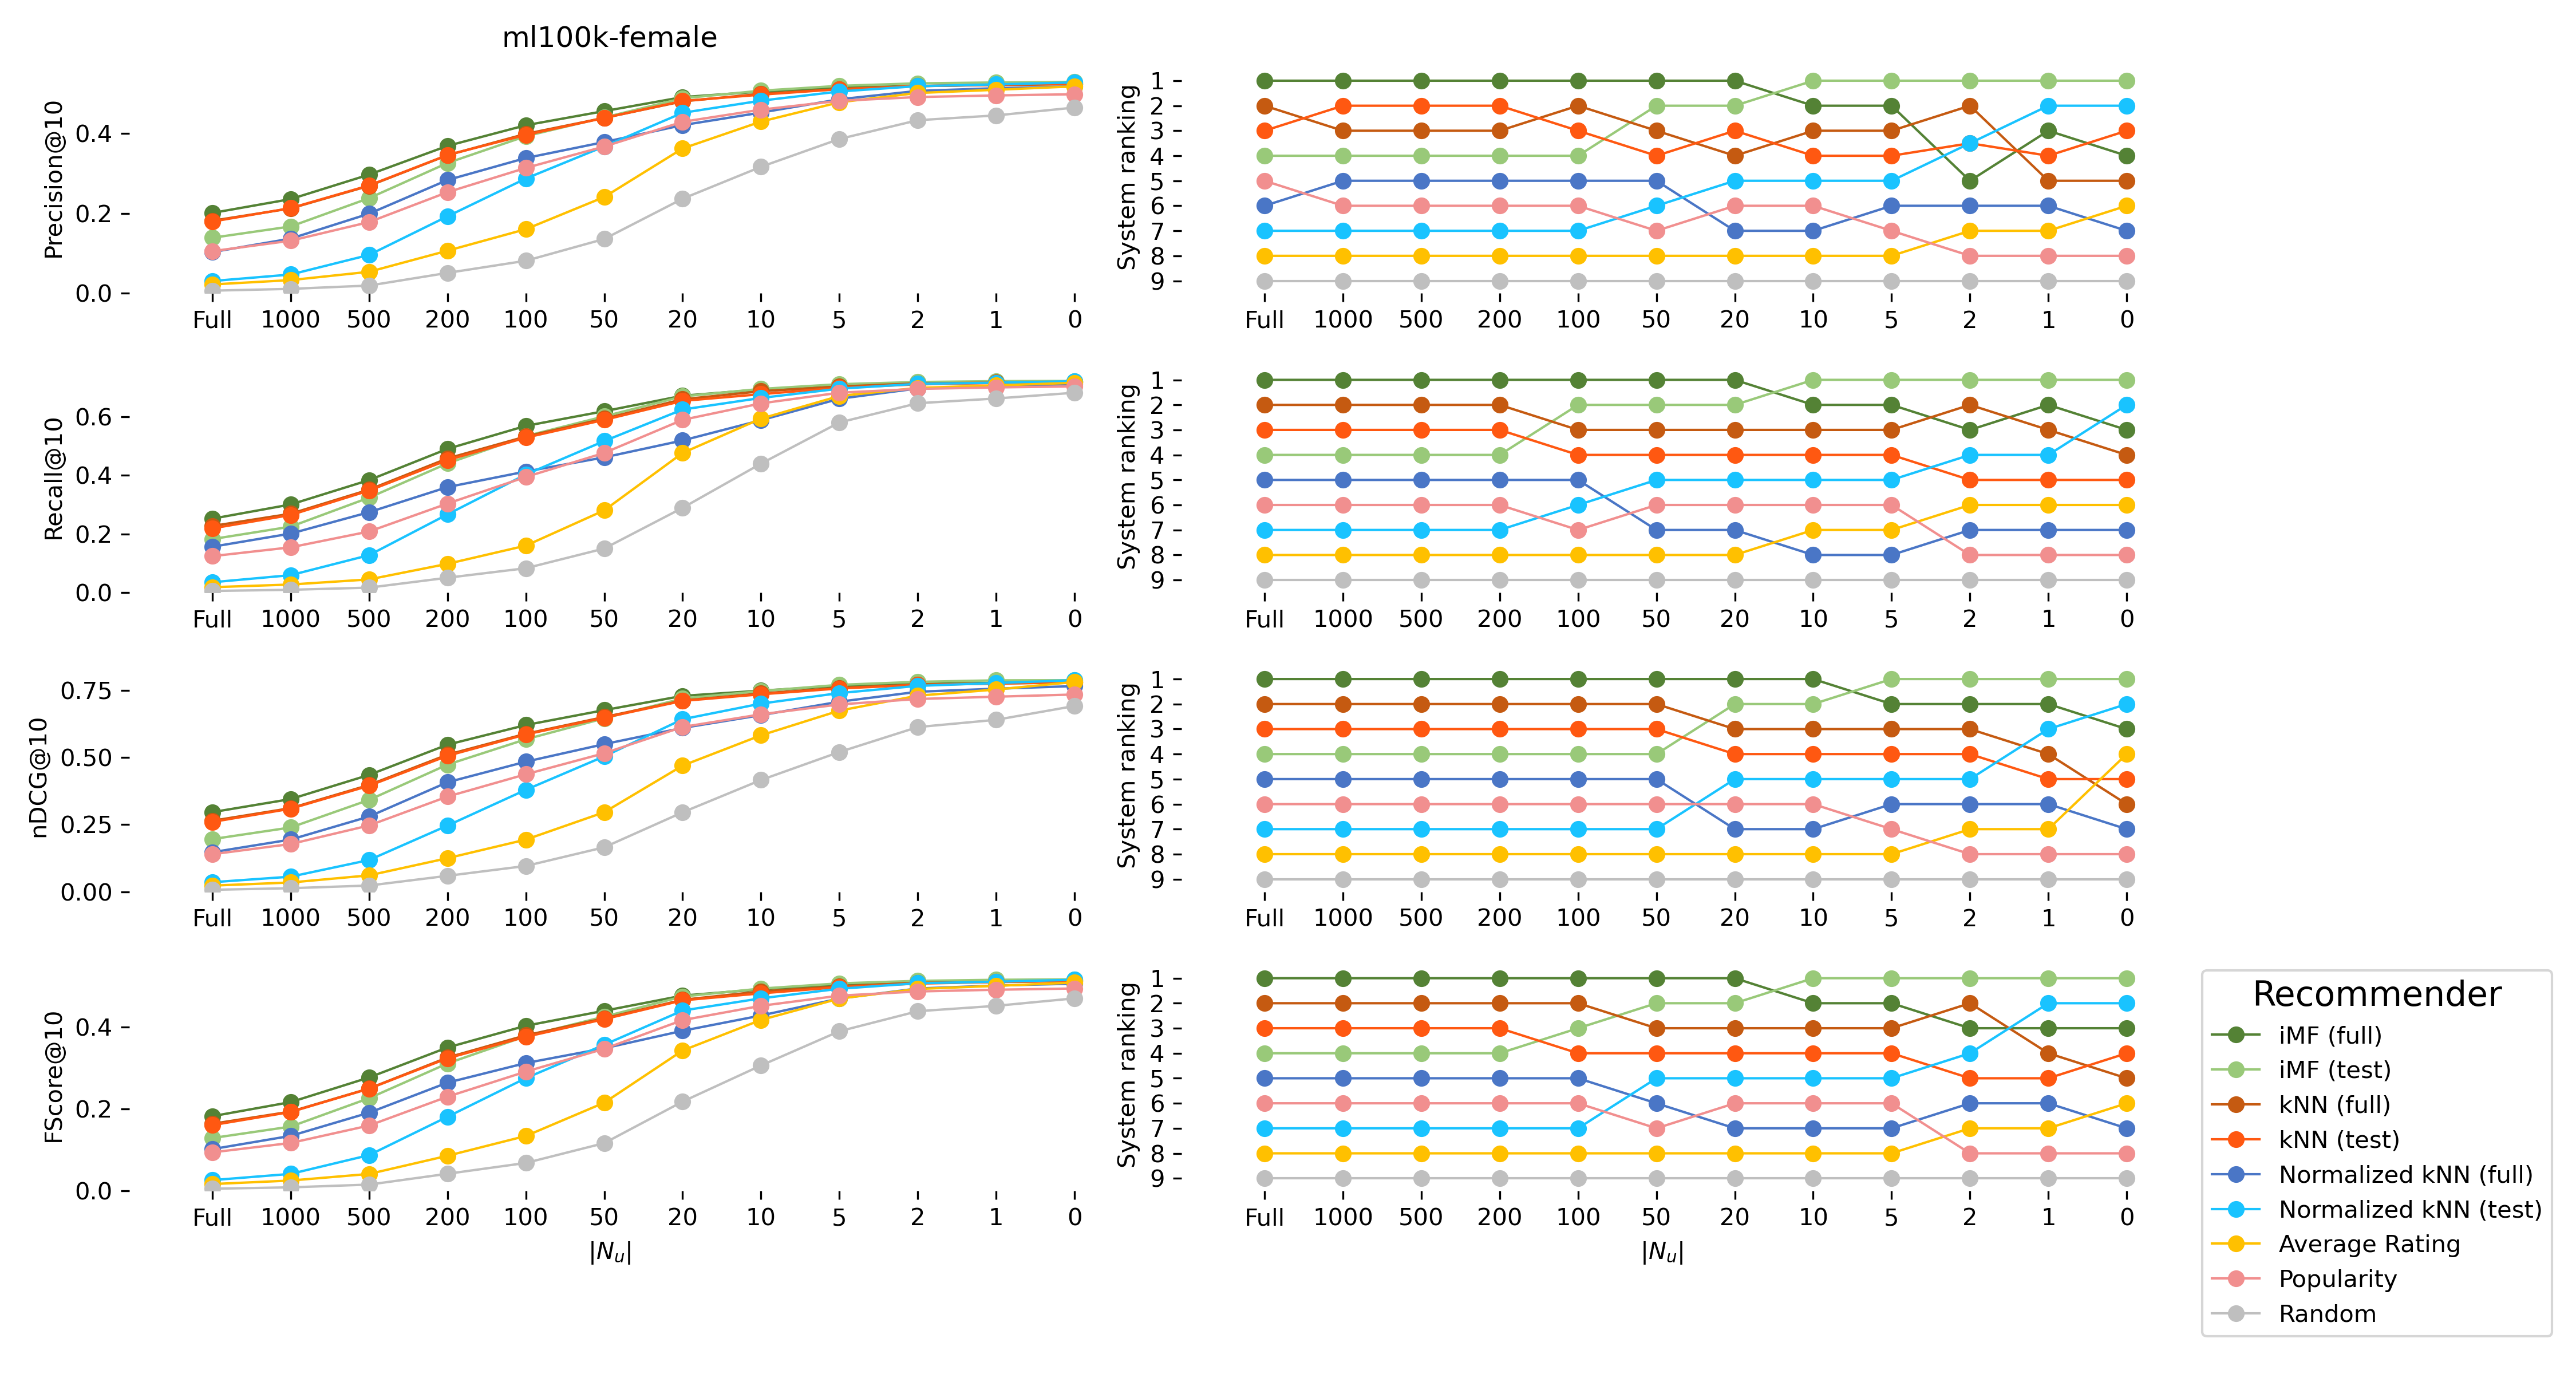 ml100k-female
Precision@10
0.4
0.2
0.0
Full 1000 500 200 100 50 20 10 5 2 1 0
System ranking
1
2
3
4
5
6
7
8
9
Full 1000 500 200 100 50 20 10 5 2 1 0
Recall@10
0.6
0.4
0.2
0.0
Full 1000 500 200 100 50 20 10 5 2 1 0
System ranking
1
2
3
4
5
6
7
8
9
Full 1000 500 200 100 50 20 10 5 2 1 0
nDCG@10
0.75
0.50
0.25
0.00
Full 1000 500 200 100 50 20 10 5 2 1 0
System ranking
1
2
3
4
5
6
7
8
9
Full 1000 500 200 100 50 20 10 5 2 1 0
FScore@10
0.4
0.2
0.0
Full 1000 500 200 100 50 20 10 5 2 1 0
|N_u|
System ranking
1
2
3
4
5
6
7
8
9
Full 1000 500 200 100 50 20 10 5 2 1 0
|N_u|
Recommender
iMF (full)
iMF (test)
kNN (full)
kNN (test)
Normalized kNN (full)
Normalized kNN (test)
Average Rating
Popularity
Random